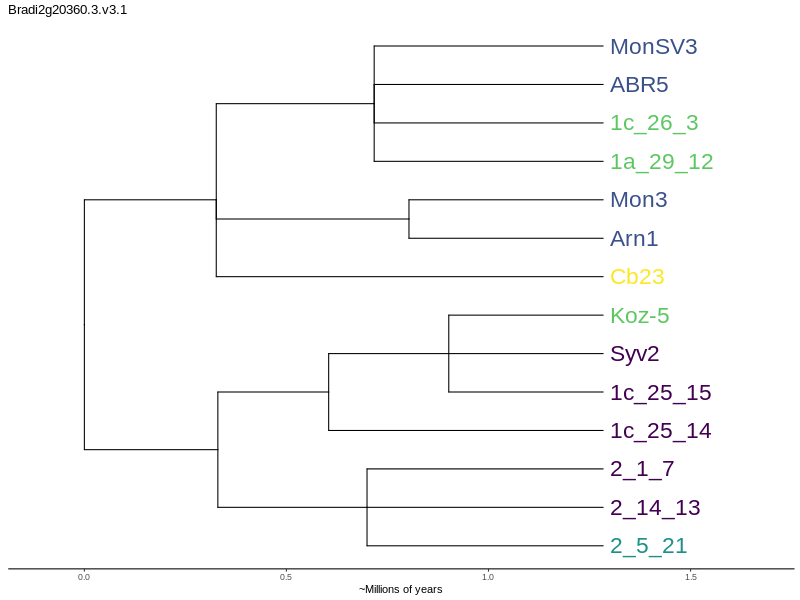 Bradi2g20360.3.v3.1
MonSV3
ABR5
1c_26_3
1a_29_12
Mon3
Arn1
Cb23
Koz-5
Syv2
1c_25_15
1c_25_14
2_1_7
2_14_13
2_5_21
0.0 0.5 1.0 1.5
~Millions of years